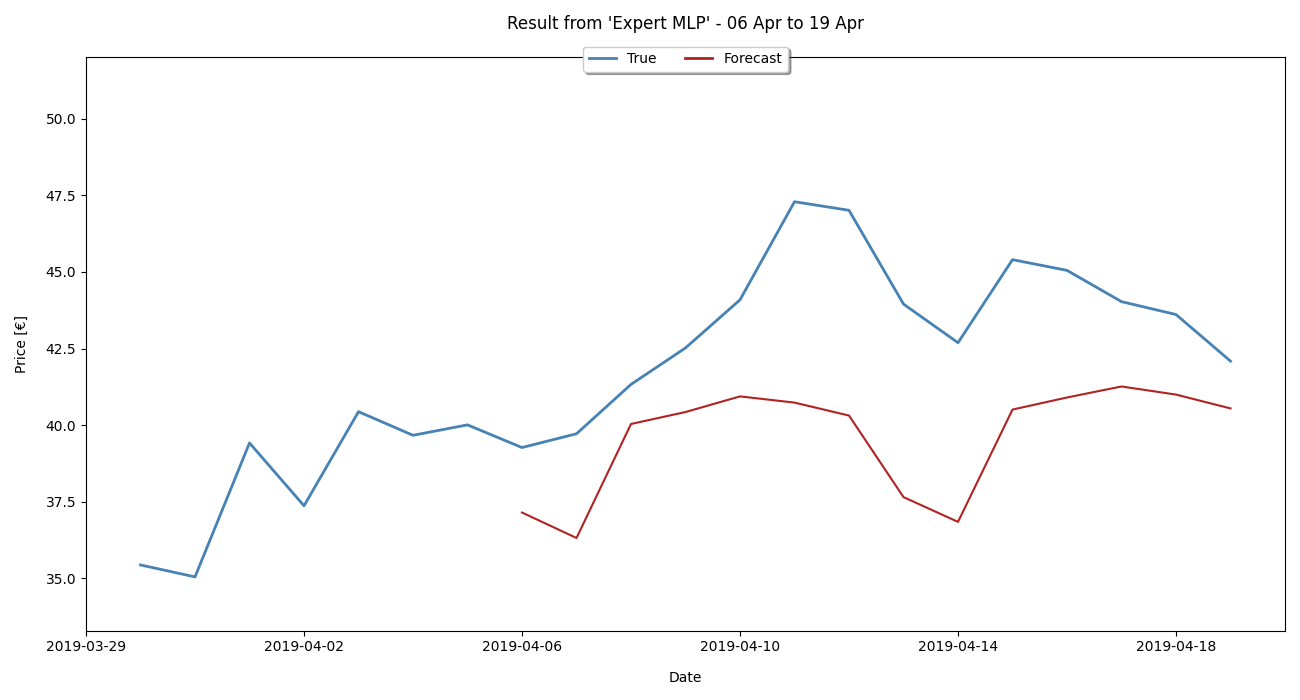 Result from 'Expert MLP' - 06 Apr to 19 Apr
True Forecast
50.0
47.5
45.0
42.5
40.0
37.5
35.0
Price [€]
2019-03-29 2019-04-02 2019-04-06 2019-04-10 2019-04-14 2019-04-18
Date